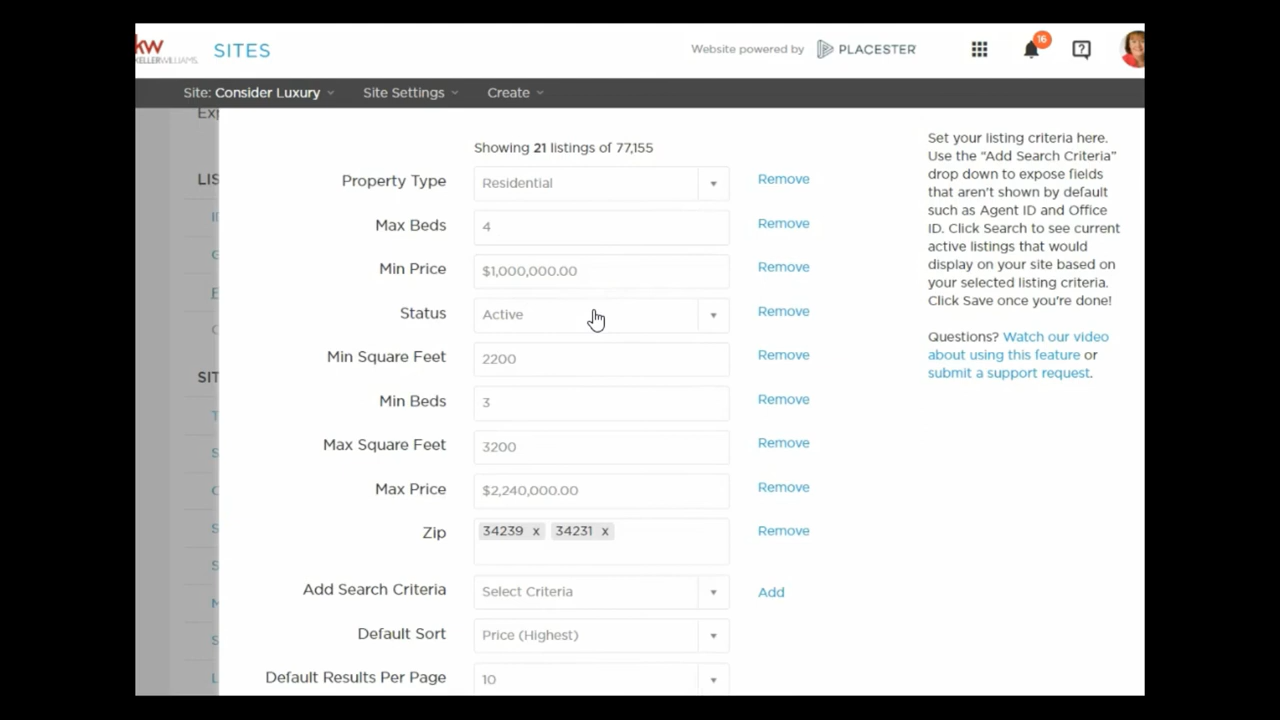 kw
KELLERWILLIAMS.
SITES
Website powered by PLACESTER
16
Site: Consider Luxury
Site Settings
Create
Exp
Showing 21 listings of 77,155
LIS
Property Type
Residential
Remove
Max Beds
4
Remove
Min Price
$1,000,000.00
Remove
Status
Active
Remove
Min Square Feet
2200
Remove
SIT
Min Beds
3
Remove
Max Square Feet
3200
Remove
Max Price
$2,240,000.00
Remove
Zip
34239 x 34231 x
Remove
Add Search Criteria
Select Criteria
Add
Default Sort
Price (Highest)
Default Results Per Page
10
Set your listing criteria here.
Use the “Add Search Criteria”
drop down to expose fields
that aren't shown by default
such as Agent ID and Office
ID. Click Search to see current
active listings that would
display on your site based on
your selected listing criteria.
Click Save once you're done!
Questions? Watch our video
about using this feature or
submit a support request.